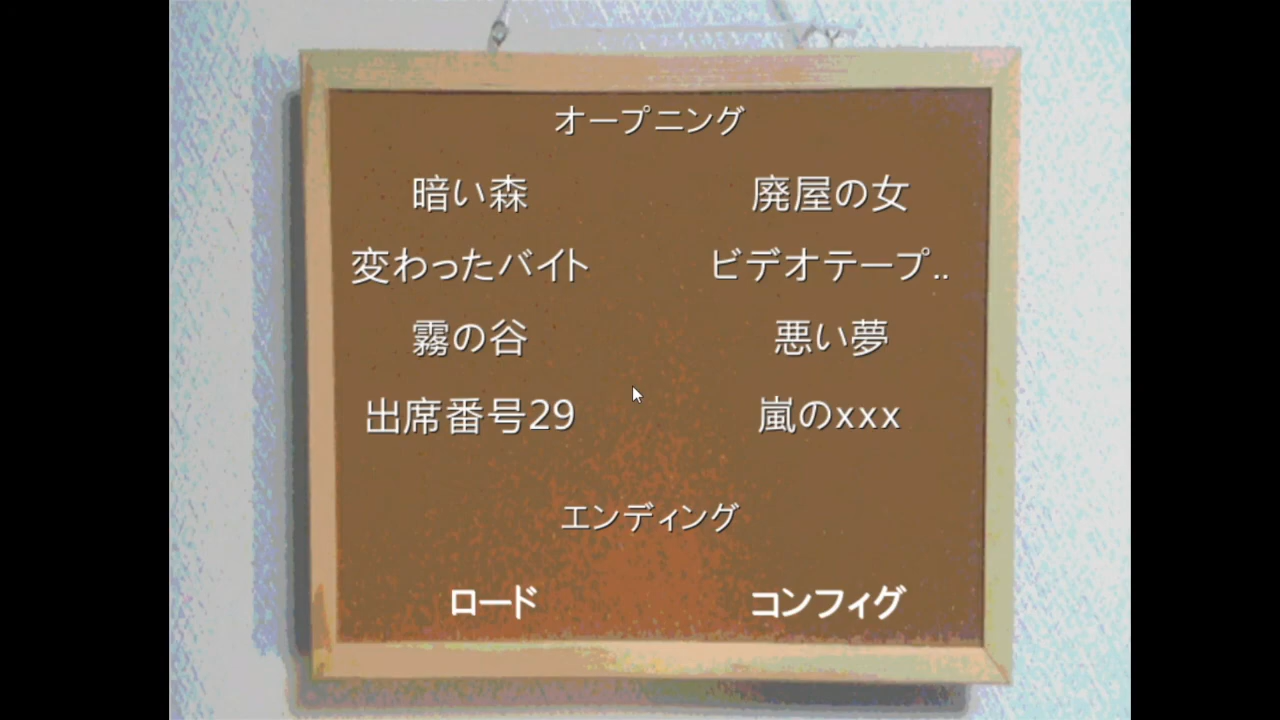 オープニング
暗い森
廃屋の女
変わったバイト
ビデオテープ..
霧の谷
悪い夢
出席番号29
嵐のxxx
エンディング
ロード
コンフィグ